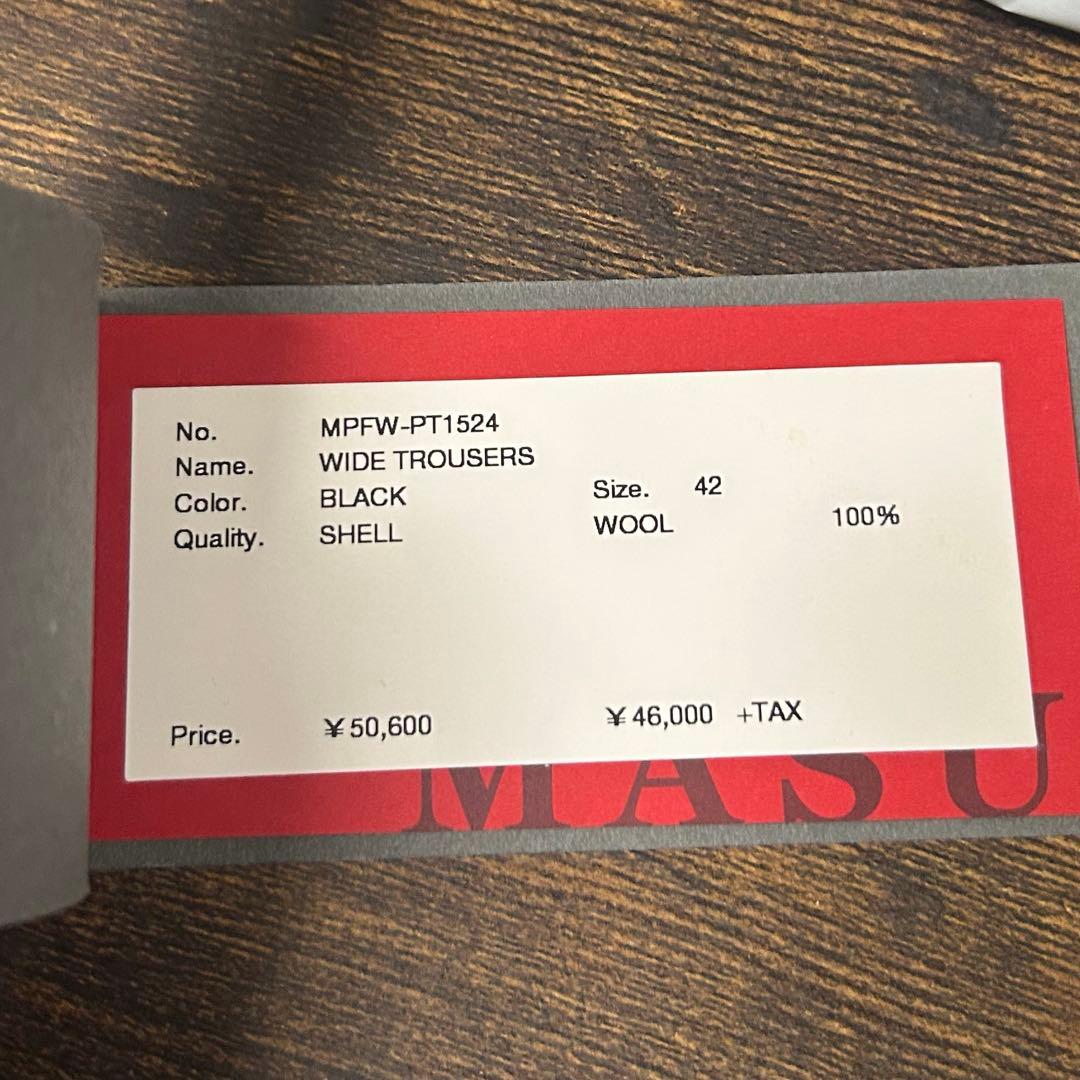 No. MPFW-PT1524
Name. WIDE TROUSERS
Color. BLACK Size. 42
Quality. SHELL WOOL 100%
Price. ¥50,600 ¥46,000 +TAX
MASU